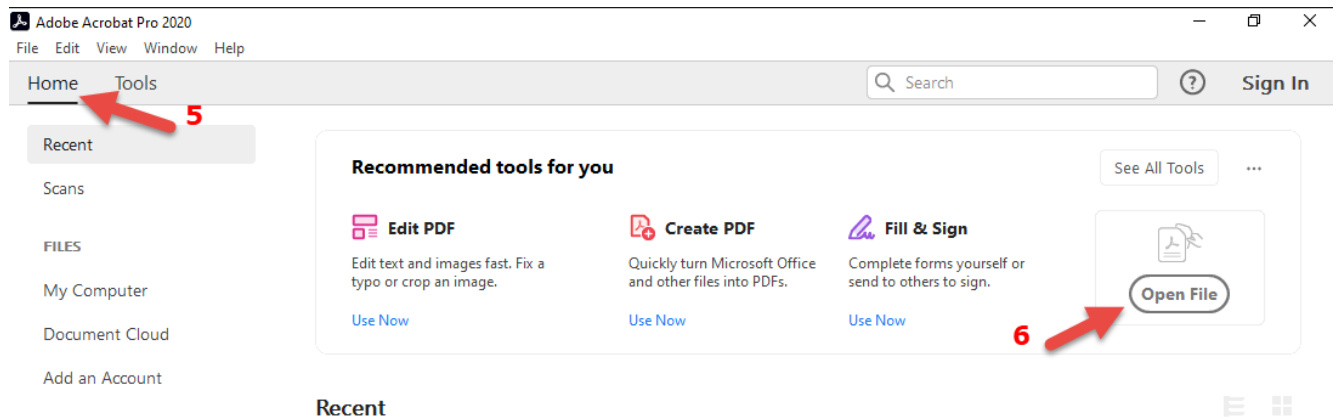 Adobe Acrobat Pro 2020
File Edit View Window Help
Home Tools Search ? Sign In
5
Recent
Scans
FILES
My Computer
Document Cloud
Add an Account
Recommended tools for you
See All Tools ...
Edit PDF
Edit text and images fast. Fix a
typo or crop an image.
Use Now
Create PDF
Quickly turn Microsoft Office
and other files into PDFs.
Use Now
Fill & Sign
Complete forms yourself or
send to others to sign.
Use Now
Open File
6
Recent